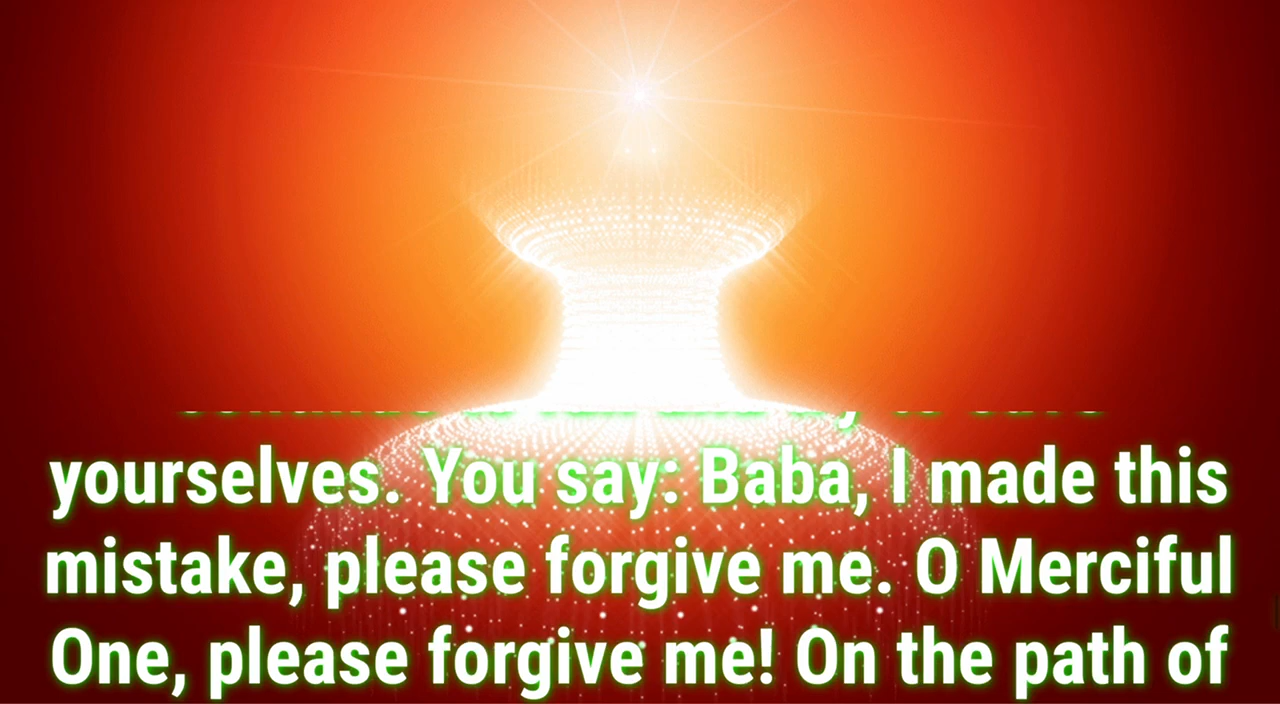 yourselves. You say: Baba, I made this
mistake, please forgive me. O Merciful
One, please forgive me! On the path of